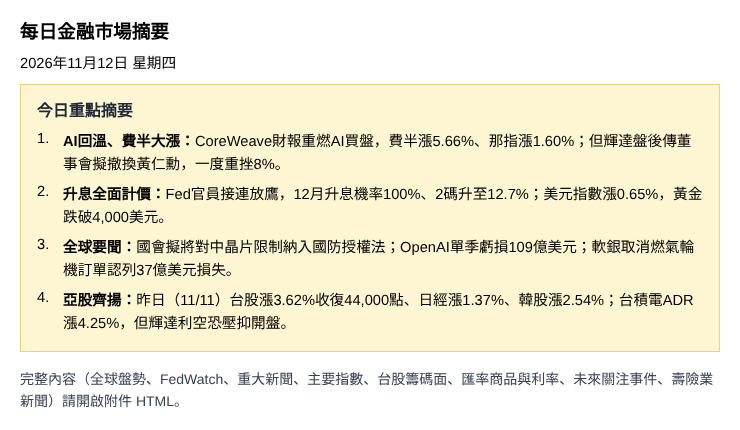 每日金融市場摘要
2026年11月12日 星期四
今日重點摘要
1. AI回溫、費半大漲：CoreWeave財報重燃AI買盤，費半漲5.66%、那指漲1.60%；但輝達盤後傳董
事會擬撤換黃仁勳，一度重挫8%。
2. 升息全面計價：Fed官員接連放鷹，12月升息機率100%、2碼升至12.7%；美元指數漲0.65%，黃金
跌破4,000美元。
3. 全球要聞：國會擬將對中晶片限制納入國防授權法；OpenAI單季虧損109億美元；軟銀取消燃氣輪
機訂單認列37億美元損失。
4. 亞股齊揚：昨日（11/11）台股漲3.62%收復44,000點、日經漲1.37%、韓股漲2.54%；台積電ADR
漲4.25%，但輝達利空恐壓抑開盤。
完整內容（全球盤勢、FedWatch、重大新聞、主要指數、台股籌碼面、匯率商品與利率、未來關注事件、壽險業
新聞）請開啟附件 HTML。